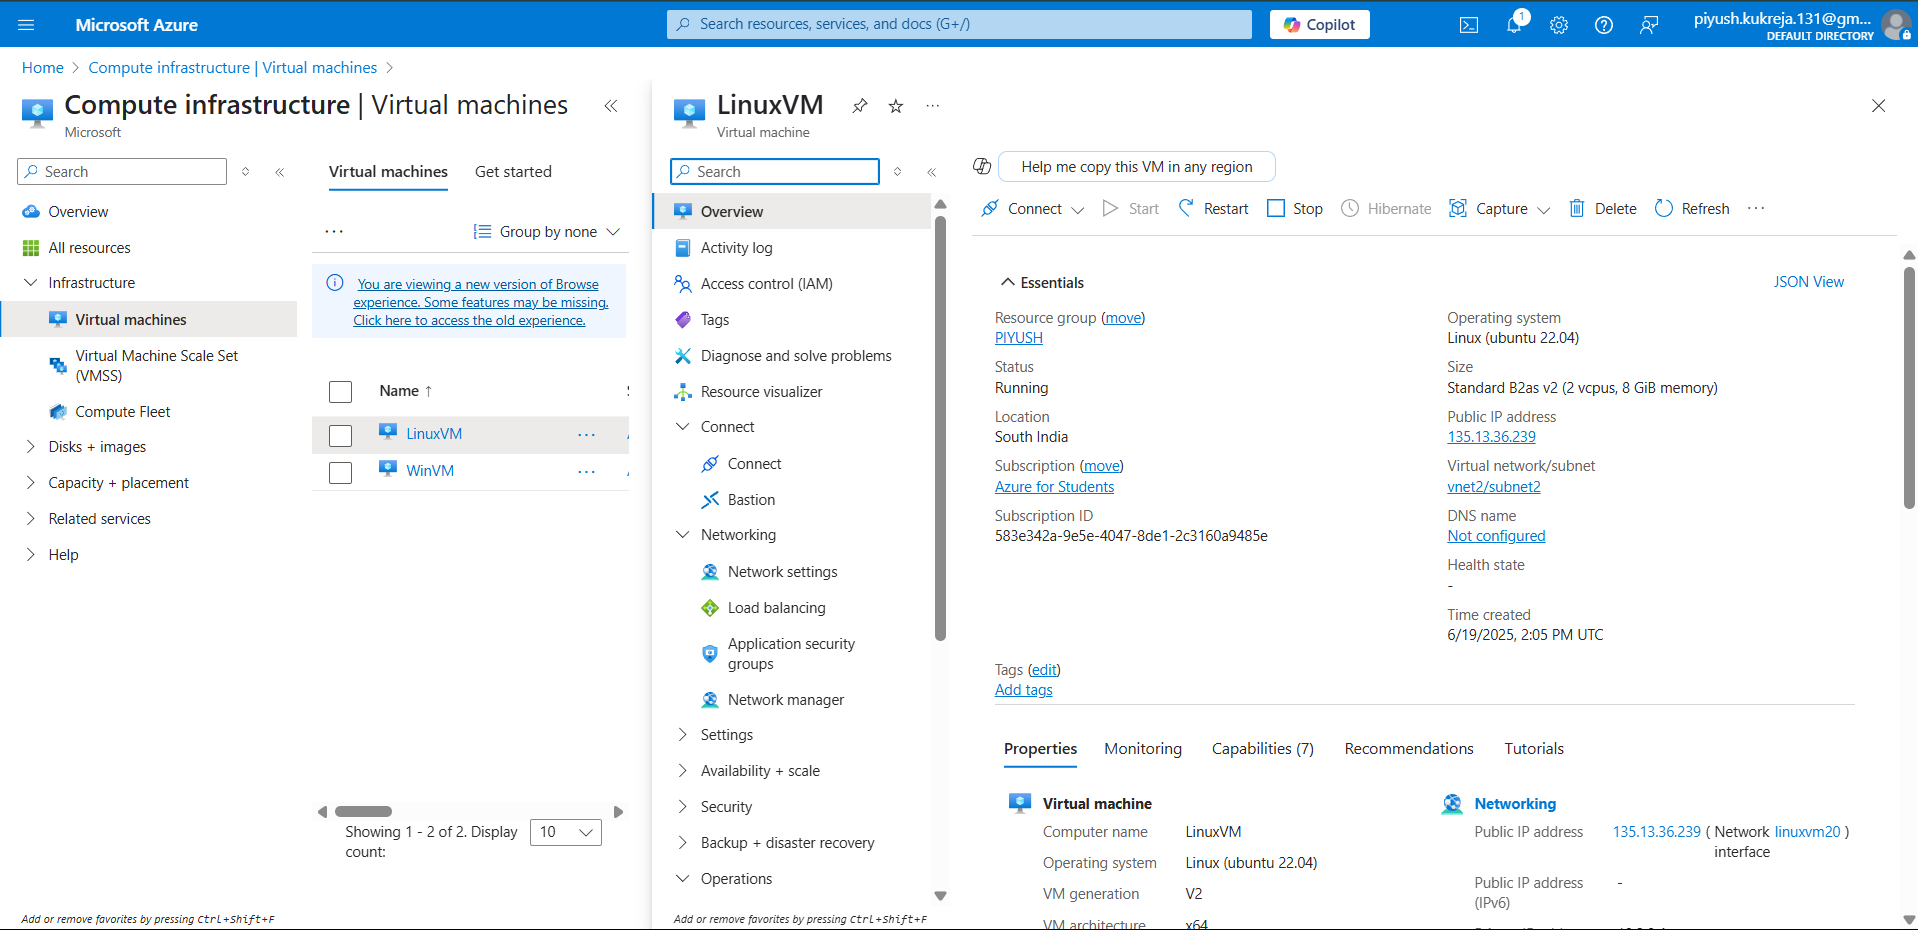 Microsoft Azure
Search resources, services, and docs (G+/)
Copilot
1
piyush.kukreja.131@gm...
DEFAULT DIRECTORY
Home > Compute infrastructure | Virtual machines >
Compute infrastructure | Virtual machines
Microsoft
Search
Overview
All resources
Infrastructure
Virtual machines
Virtual Machine Scale Set
(VMSS)
Compute Fleet
Disks + images
Capacity + placement
Related services
Help
Add or remove favorites by pressing Ctrl+Shift+F
Virtual machines
Get started
Group by none
You are viewing a new version of Browse
experience. Some features may be missing.
Click here to access the old experience.
Name ↑
LinuxVM
WinVM
Showing 1 - 2 of 2. Display
count:
10
LinuxVM
Virtual machine
Search
Overview
Activity log
Access control (IAM)
Tags
Diagnose and solve problems
Resource visualizer
Connect
Connect
Bastion
Networking
Network settings
Load balancing
Application security
groups
Network manager
Settings
Availability + scale
Security
Backup + disaster recovery
Operations
Add or remove favorites by pressing Ctrl+Shift+F
Help me copy this VM in any region
Connect
Start
Restart
Stop
Hibernate
Capture
Delete
Refresh
Essentials
JSON View
Resource group (move)
PIYUSH
Status
Running
Location
South India
Subscription (move)
Azure for Students
Subscription ID
583e342a-9e5e-4047-8de1-2c3160a9485e
Operating system
Linux (ubuntu 22.04)
Size
Standard B2as v2 (2 vcpus, 8 GiB memory)
Public IP address
135.13.36.239
Virtual network/subnet
vnet2/subnet2
DNS name
Not configured
Health state
-
Time created
6/19/2025, 2:05 PM UTC
Tags (edit)
Add tags
Properties
Monitoring
Capabilities (7)
Recommendations
Tutorials
Virtual machine
Computer name LinuxVM
Operating system Linux (ubuntu 22.04)
VM generation V2
VM architecture x64
Networking
Public IP address 135.13.36.239 ( Network linuxvm20 )
interface
Public IP address -
(IPv6)